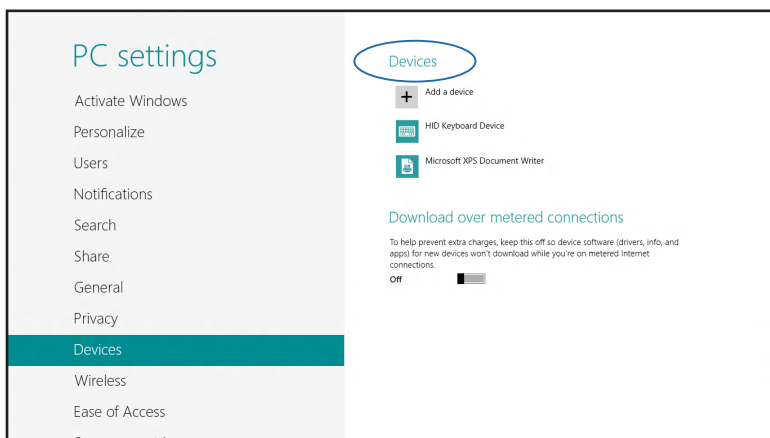 PC settings
Activate Windows
Personalize
Users
Notifications
Search
Share
General
Privacy
Devices
Wireless
Ease of Access
Devices
Add a device
HID Keyboard Device
Microsoft XPS Document Writer
Download over metered connections
To help prevent extra charges, keep this off so device software (drivers, info, and
apps) for new devices won't download while you're on metered Internet
connections.
Off